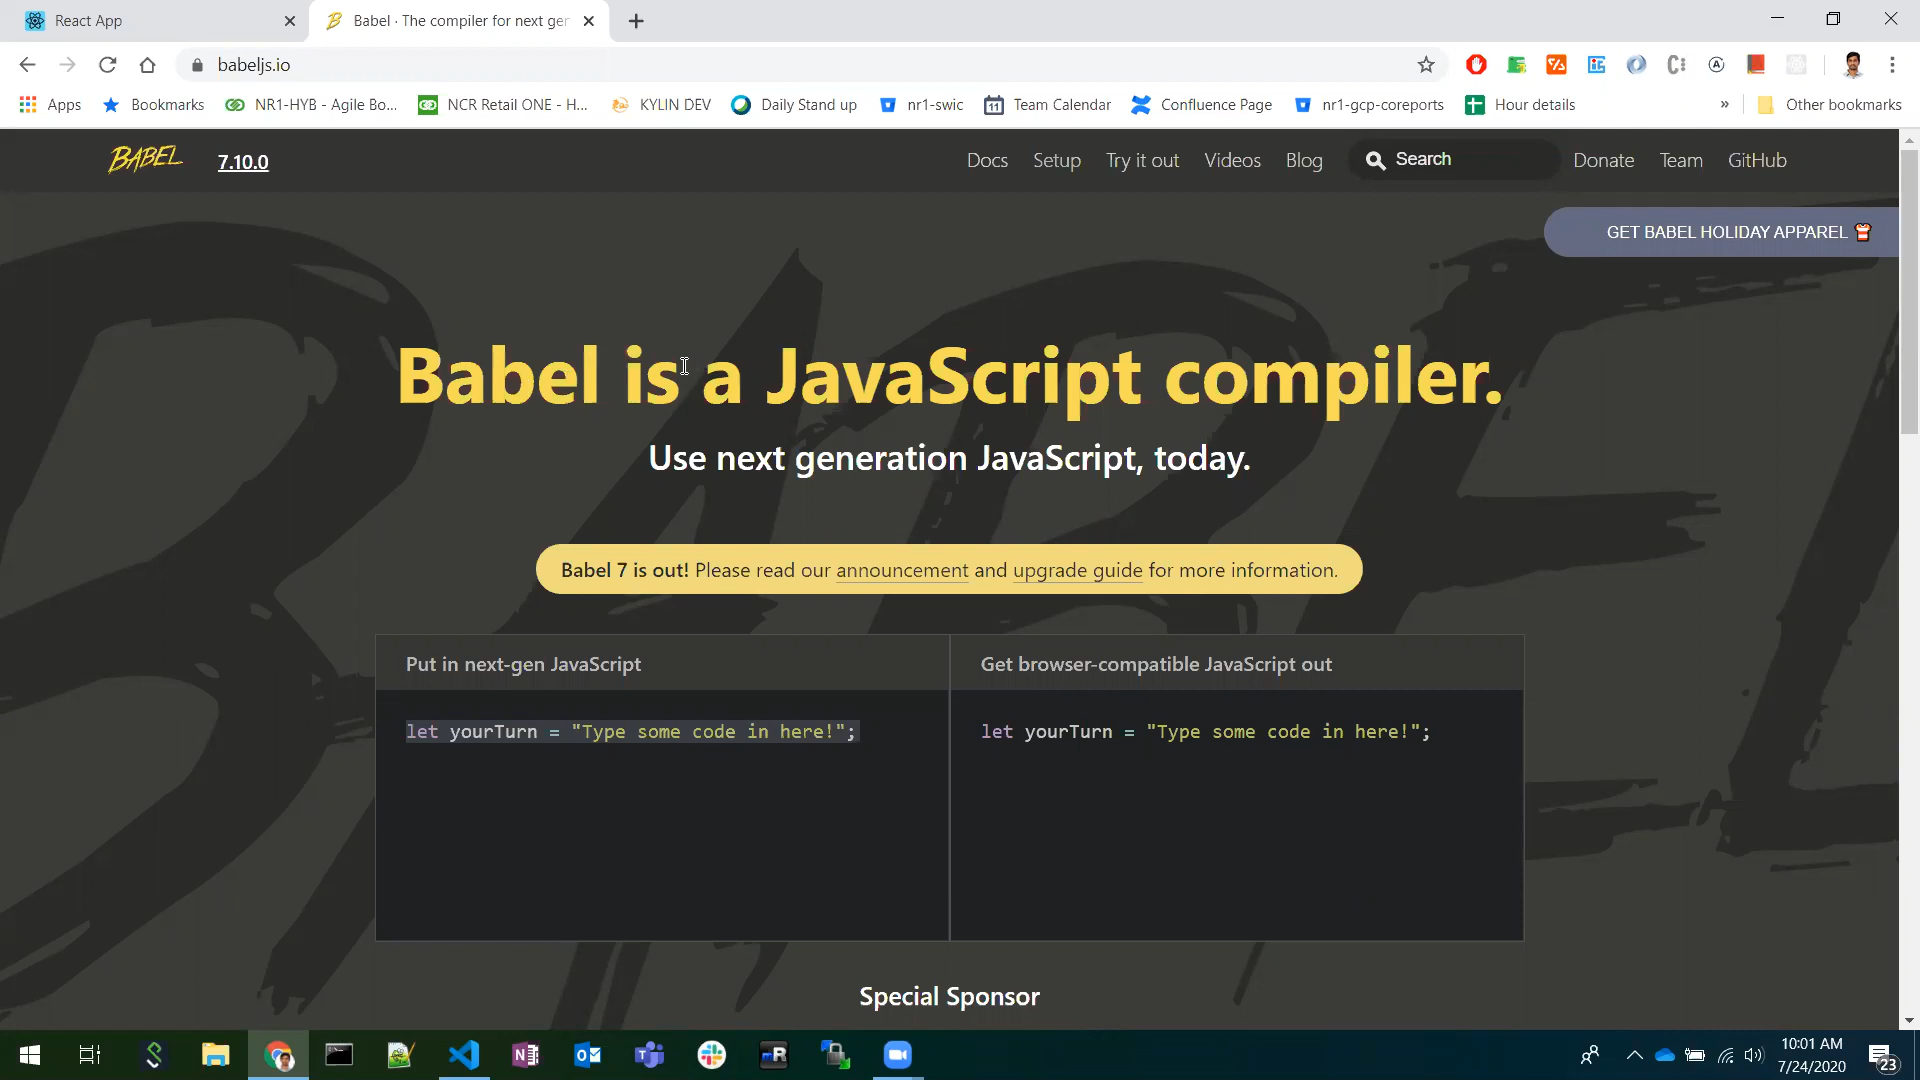 React App
Babel · The compiler for next ger
babeljs.io
Apps
Bookmarks
NR1-HYB - Agile Bo...
NCR Retail ONE - H...
KYLIN DEV
Daily Stand up
nr1-swic
Team Calendar
Confluence Page
nr1-gcp-coreports
Hour details
»
Other bookmarks
BABEL
7.10.0
Docs
Setup
Try it out
Videos
Blog
Search
Donate
Team
GitHub
GET BABEL HOLIDAY APPAREL
Babel is a JavaScript compiler.
Use next generation JavaScript, today.
Babel 7 is out! Please read our announcement and upgrade guide for more information.
Put in next-gen JavaScript
Get browser-compatible JavaScript out
let yourTurn = "Type some code in here!";
let yourTurn = "Type some code in here!";
Special Sponsor
10:01 AM
7/24/2020
23